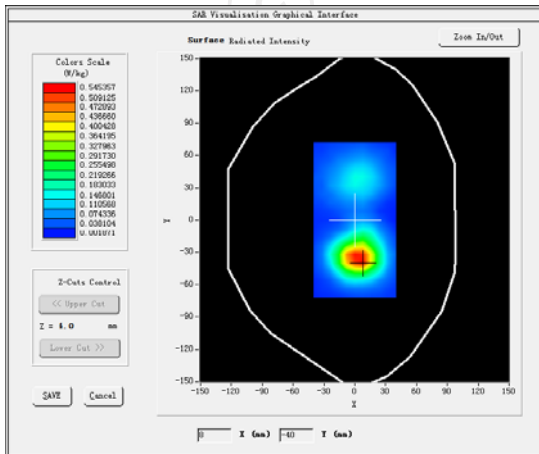 SAR Visualisation Graphical Interface
Surface Radiated Intensity
Zoom In/Out
Colors Scale
(W/kg)
0.545357
0.509125
0.472893
0.436660
0.400428
0.364195
0.327963
0.291730
0.255498
0.219266
0.183033
0.146801
0.110568
0.074336
0.038104
0.001871
Z-Cuts Control
<< Upper Cut
Z = 4.0 mm
Lower Cut >>
SAVE
Cancel
150
120
90
60
30
0
-30
-60
-90
-120
-150
Y
-150 -120 -90 -60 -30 0 30 60 90 120 150
X
8 X (mm) -40 Y (mm)